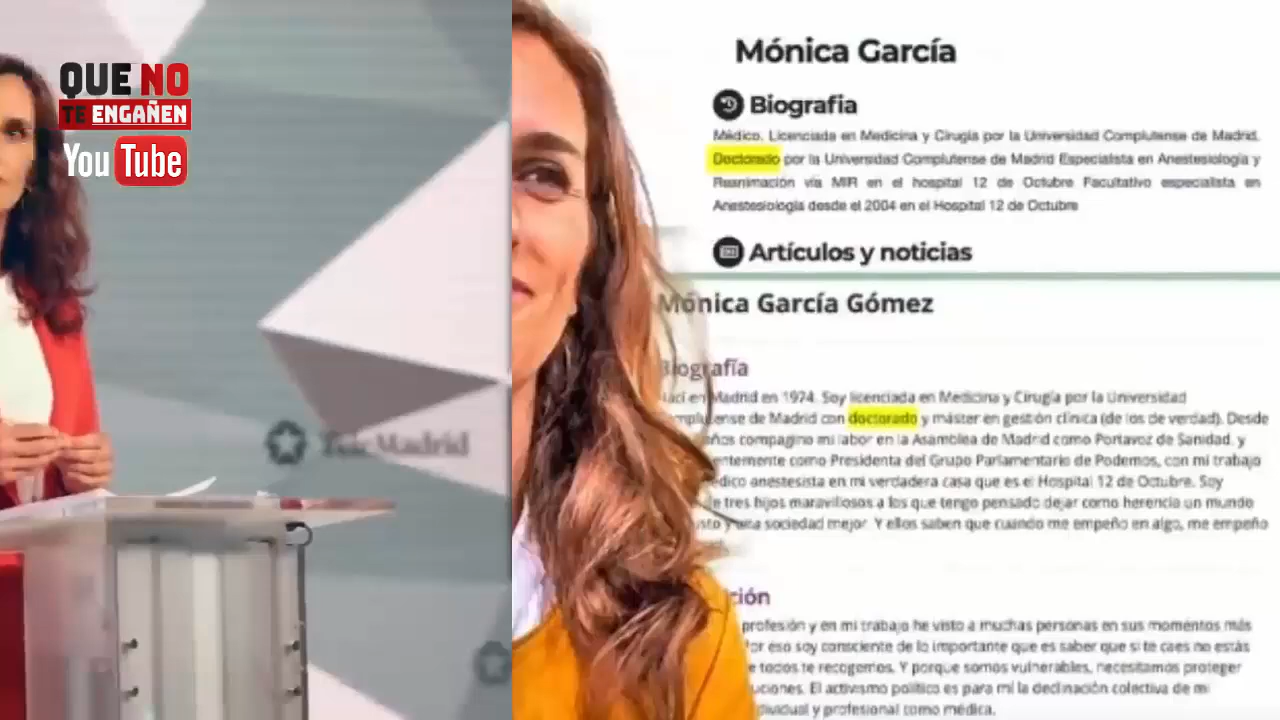 QUE NO
TE ENGAÑEN
YouTube
TeleMadrid
Mónica García
Biografia
Médico. Licenciada en Medicina y Cirugía por la Universidad Complutense de Madrid.
Doctorado por la Universidad Complutense de Madrid Especialista en Anestesiología y
Reanimación vía MIR en el hospital 12 de Octubre Facultativo especialista en
Anestesiología desde el 2004 en el Hospital 12 de Octubre
Artículos y noticias
Mónica García Gómez
Biografía
en Madrid en 1974. Soy licenciada en Medicina y Cirugía por la Universidad
de Madrid con doctorado y máster en gestión clínica (de los de verdad). Desde
compagino mi labor en la Asamblea de Madrid como Portavoz de Sanidad, y
como Presidenta del Grupo Parlamentario de Podemos, con mi trabajo
anestesista en mi verdadera casa que es el Hospital 12 de Octubre. Soy
tres hijos maravillosos a los que tengo pensado dejar como herencia un mundo
y una sociedad mejor. Y ellos saben que cuando me empeño en algo, me empeño
profesión y en mi trabajo he visto a muchas personas en sus momentos más
eso soy consciente de lo importante que es saber que si te caes no estás
todos te recogemos. Y porque somos vulnerables, necesitamos proteger
El activismo político es para mí la declinación colectiva de mi
y profesional como médica.